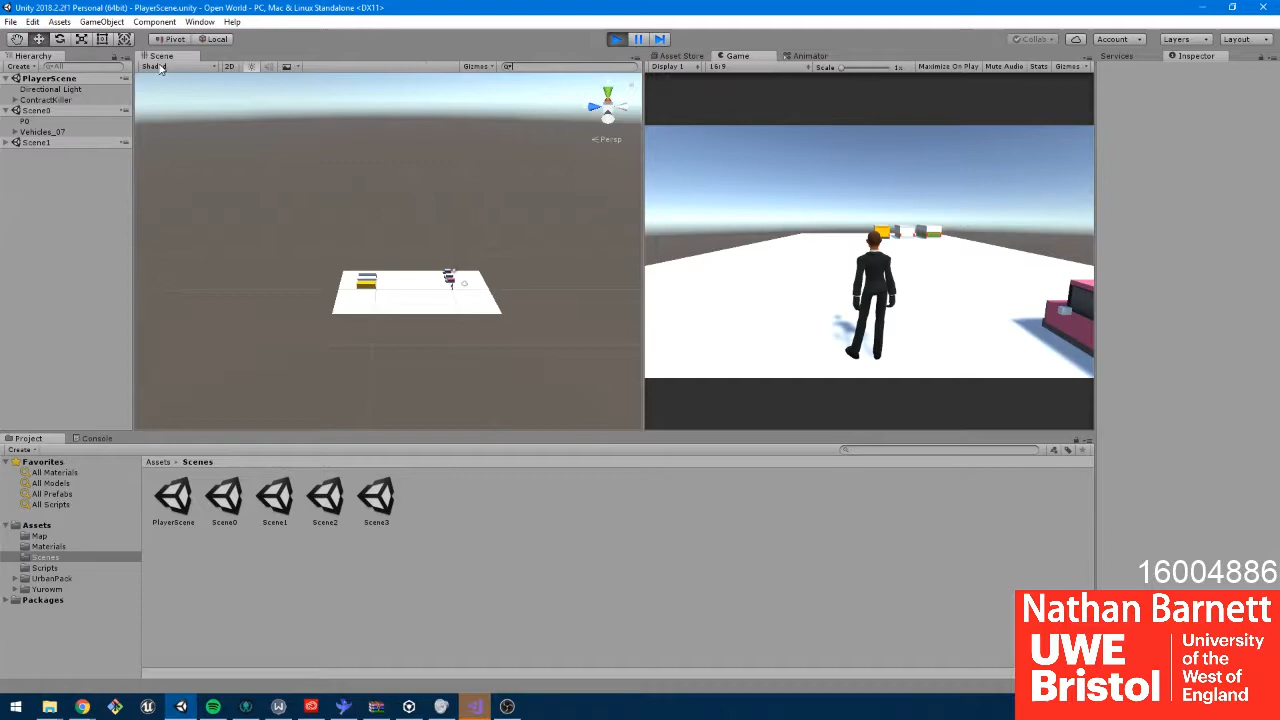 Unity 2018.2.2f1 Personal (64bit) - PlayerScene.unity - Open World - PC, Mac & Linux Standalone <DX11>
File Edit Assets GameObject Component Window Help
Pivot Local Collab Account Layers Layout
Hierarchy Scene Asset Store Game Animator Services Inspector
Create All 2D Gizmos Display 1 16:9 Scale 1x Maximize On Play Mute Audio Stats Gizmos
PlayerScene
Directional Light
ContractKiller
Scene0
P0
Vehicles_07
Scene1
Persp
Project Console
Create
Favorites
All Materials
All Models
All Prefabs
All Scripts
Assets
Map
Materials
Scenes
Scripts
UrbanPack
Yurowm
Packages
Assets Scenes
PlayerScene Scene0 Scene1 Scene2 Scene3
16004886
Nathan Barnett
UWE Bristol
University of the West of England